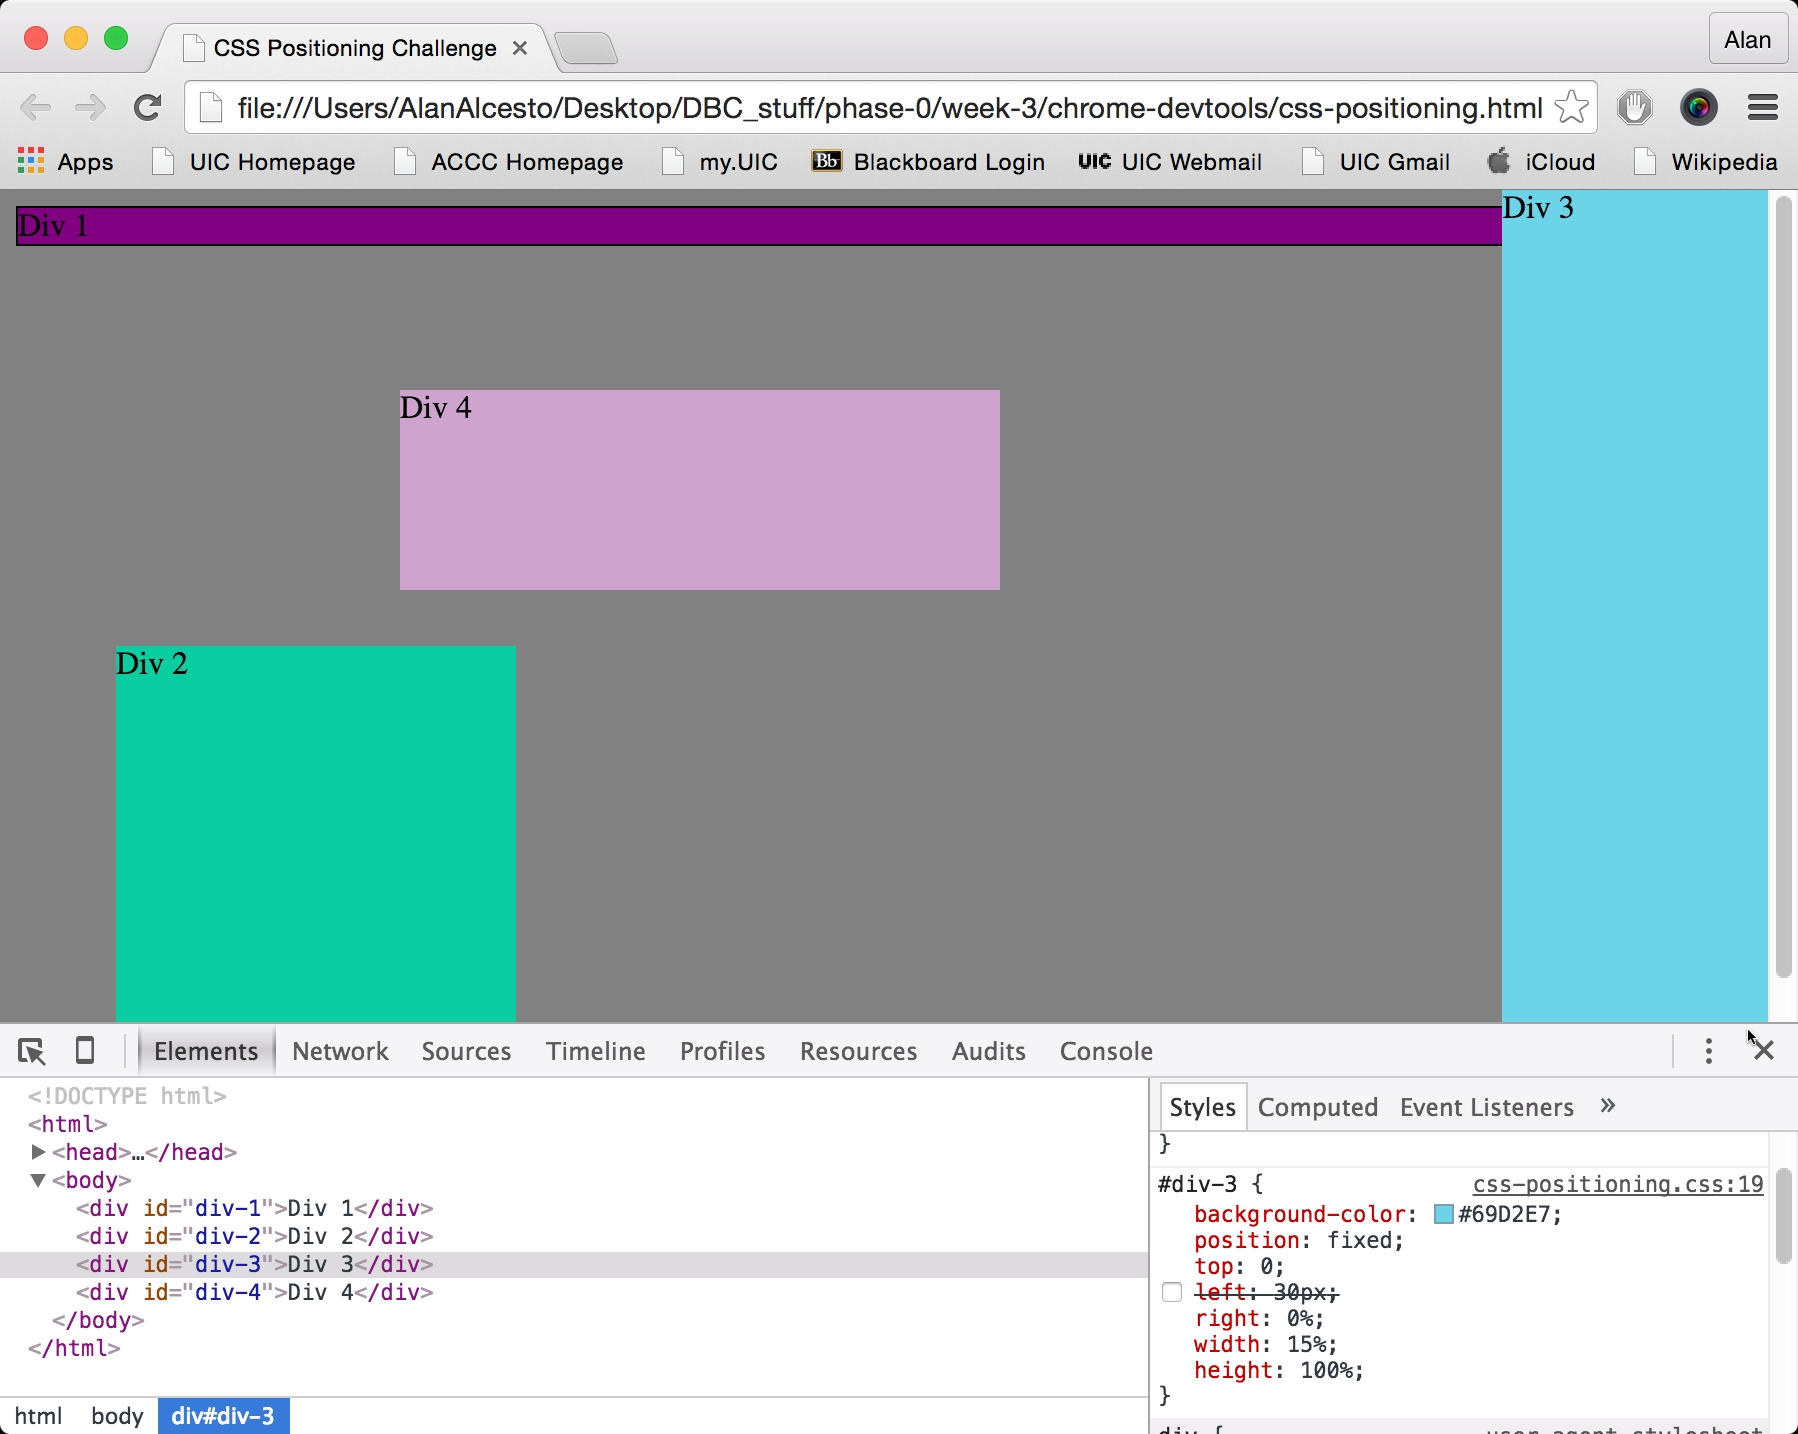 CSS Positioning Challenge
Alan
file:///Users/AlanAlcesto/Desktop/DBC_stuff/phase-0/week-3/chrome-devtools/css-positioning.html
Apps UIC Homepage ACCC Homepage my.UIC Bb Blackboard Login UIC UIC Webmail UIC Gmail iCloud Wikipedia
Div 1
Div 3
Div 4
Div 2
Elements Network Sources Timeline Profiles Resources Audits Console
<!DOCTYPE html>
<html>
<head>…</head>
<body>
<div id="div-1">Div 1</div>
<div id="div-2">Div 2</div>
<div id="div-3">Div 3</div>
<div id="div-4">Div 4</div>
</body>
</html>
html body div#div-3
Styles Computed Event Listeners »
}
#div-3 { css-positioning.css:19
background-color: #69D2E7;
position: fixed;
top: 0;
left: 30px;
right: 0%;
width: 15%;
height: 100%;
}
div { user agent stylesheet